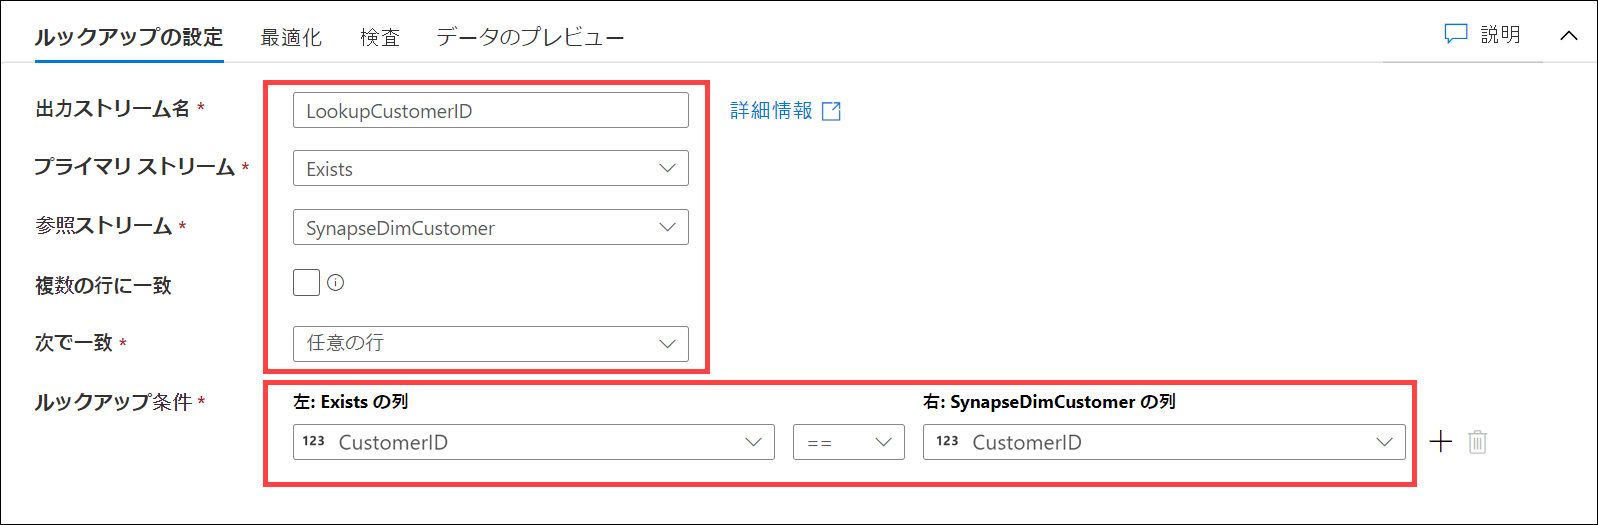 ルックアップの設定 最適化 検査 データのプレビュー 説明
出力ストリーム名 * LookupCustomerID 詳細情報
プライマリ ストリーム * Exists
参照ストリーム * SynapseDimCustomer
複数の行に一致
次で一致 * 任意の行
ルックアップ条件 * 左: Exists の列 右: SynapseDimCustomer の列
123 CustomerID == 123 CustomerID